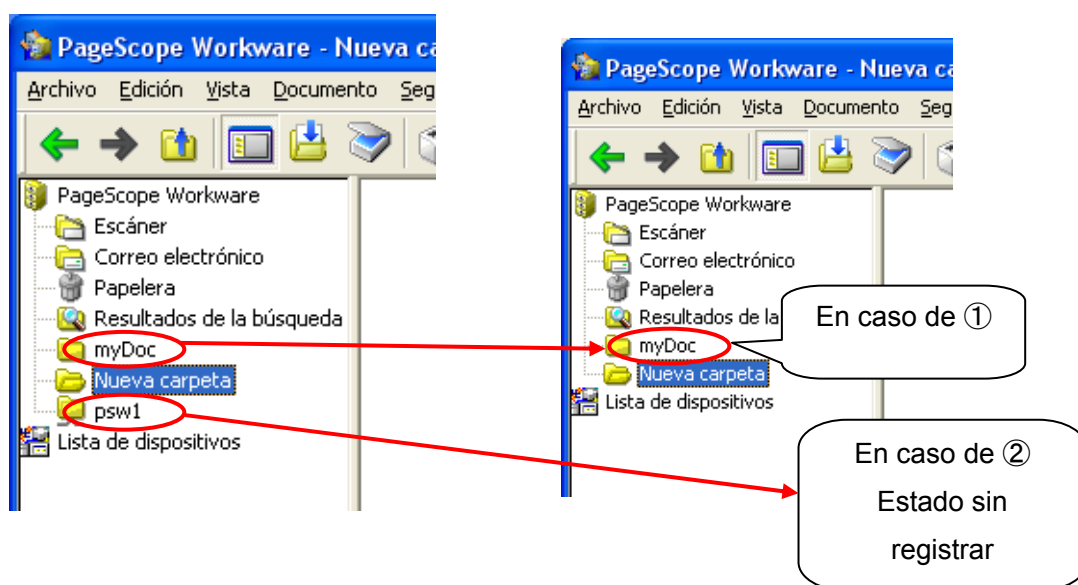 PageScope Workware - Nueva ca
Archivo Edición Vista Documento Seg
PageScope Workware
Escáner
Correo electrónico
Papelera
Resultados de la búsqueda
myDoc
Nueva carpeta
psw1
Lista de dispositivos
PageScope Workware - Nueva ca
Archivo Edición Vista Documento Seg
PageScope Workware
Escáner
Correo electrónico
Papelera
Resultados de la
myDoc
Nueva carpeta
Lista de dispositivos
En caso de ①
En caso de ②
Estado sin
registrar